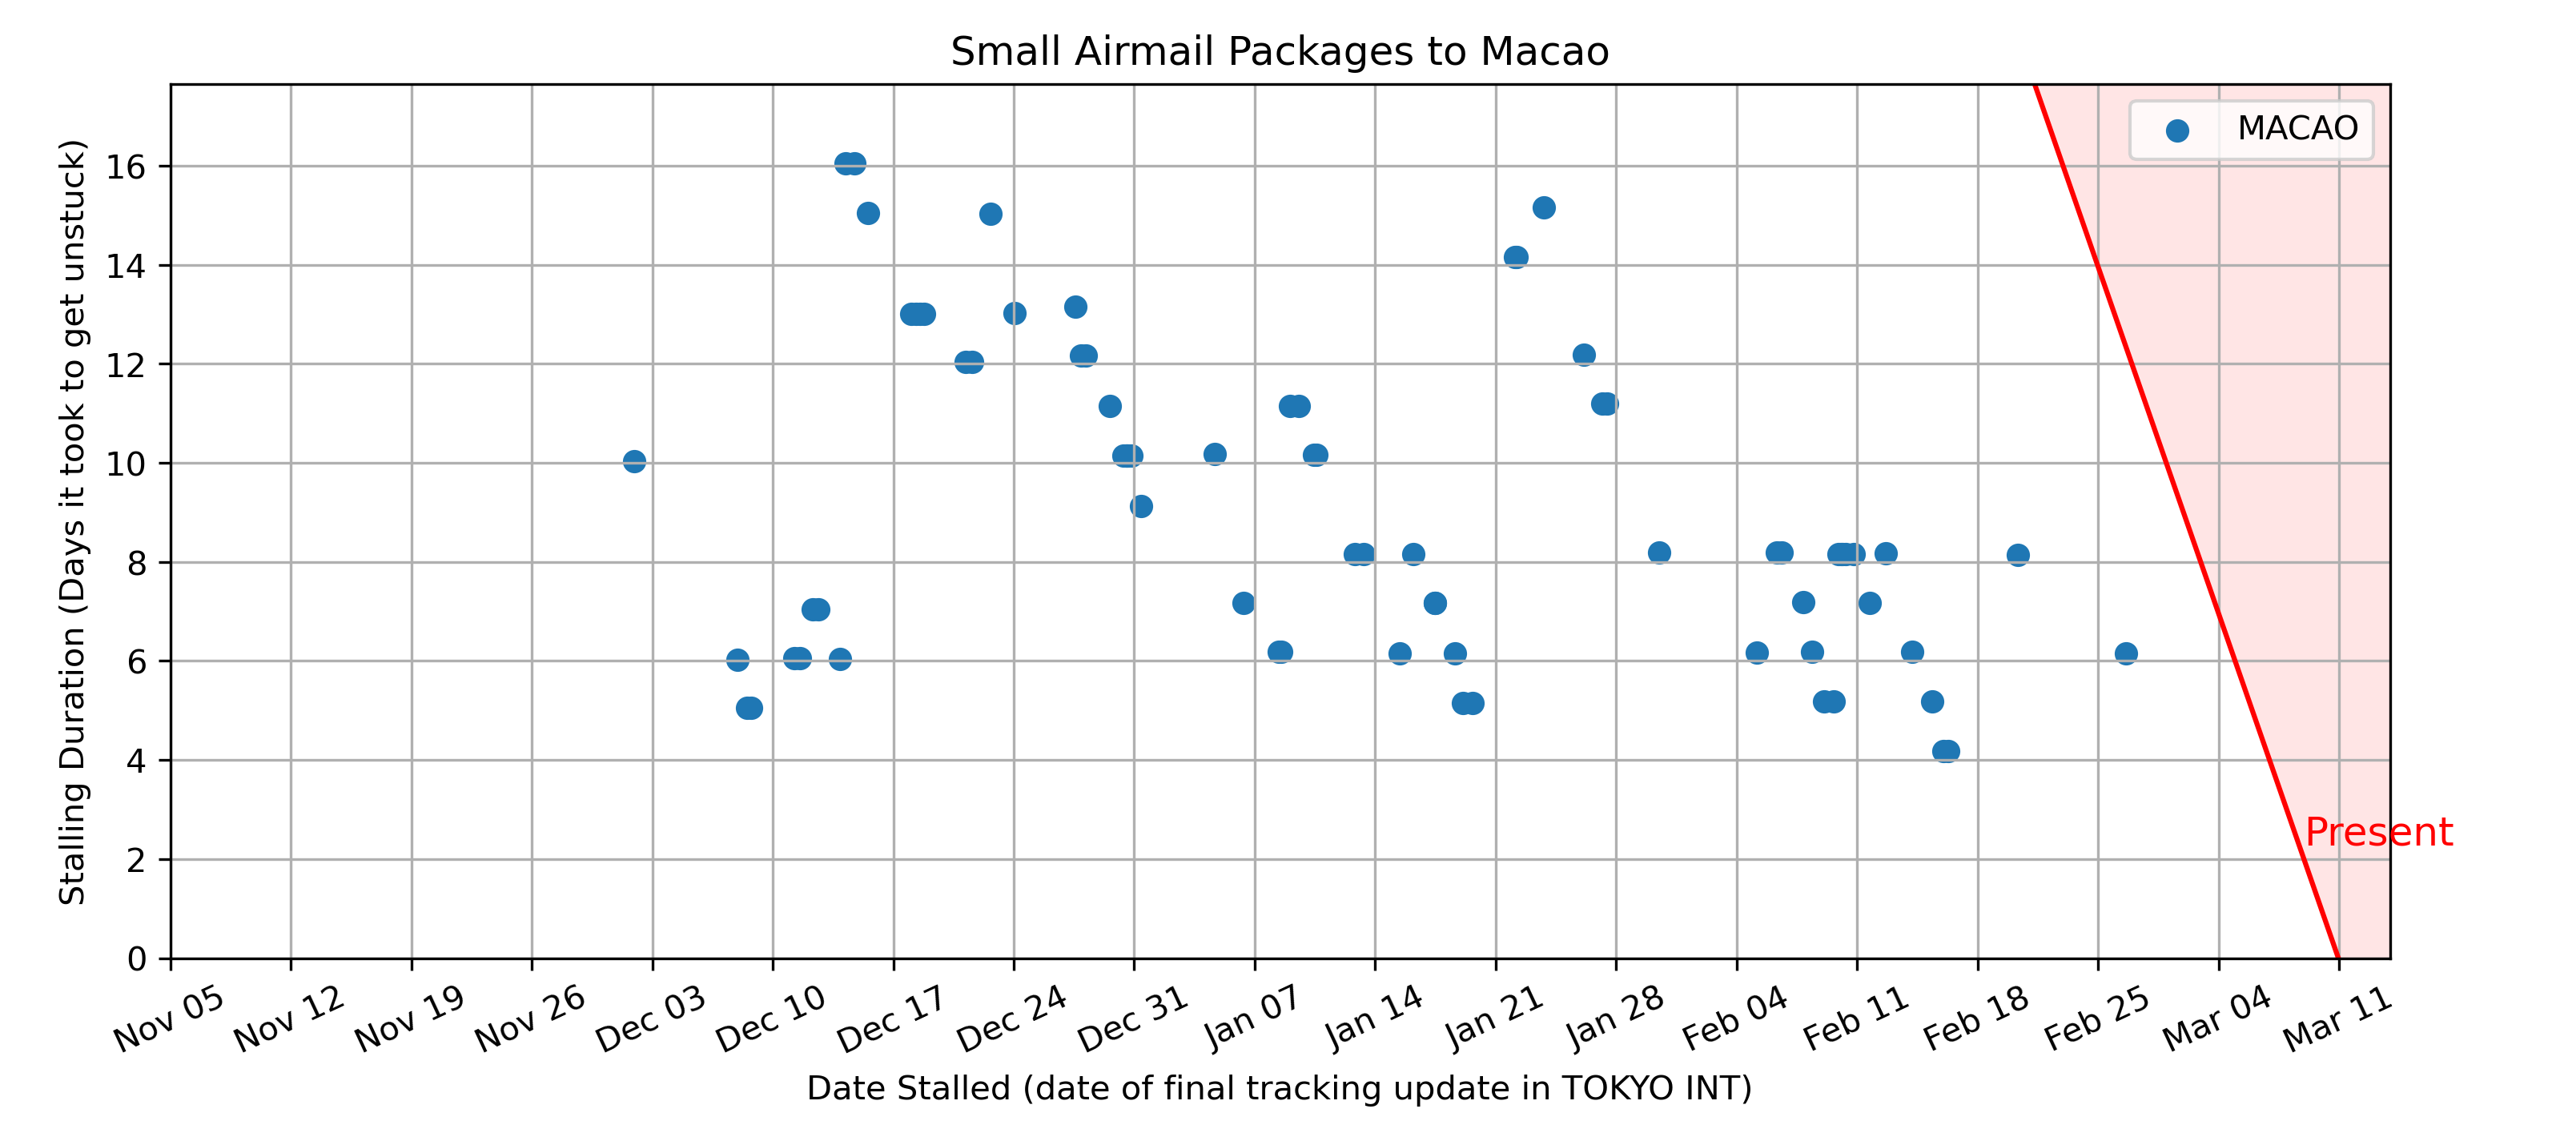 Small Airmail Packages to Macao
MACAO
Stalling Duration (Days it took to get unstuck)
16
14
12
10
8
6
4
2
0
Present
Nov 05
Nov 12
Nov 19
Nov 26
Dec 03
Dec 10
Dec 17
Dec 24
Dec 31
Jan 07
Jan 14
Jan 21
Jan 28
Feb 04
Feb 11
Feb 18
Feb 25
Mar 04
Mar 11
Date Stalled (date of final tracking update in TOKYO INT)